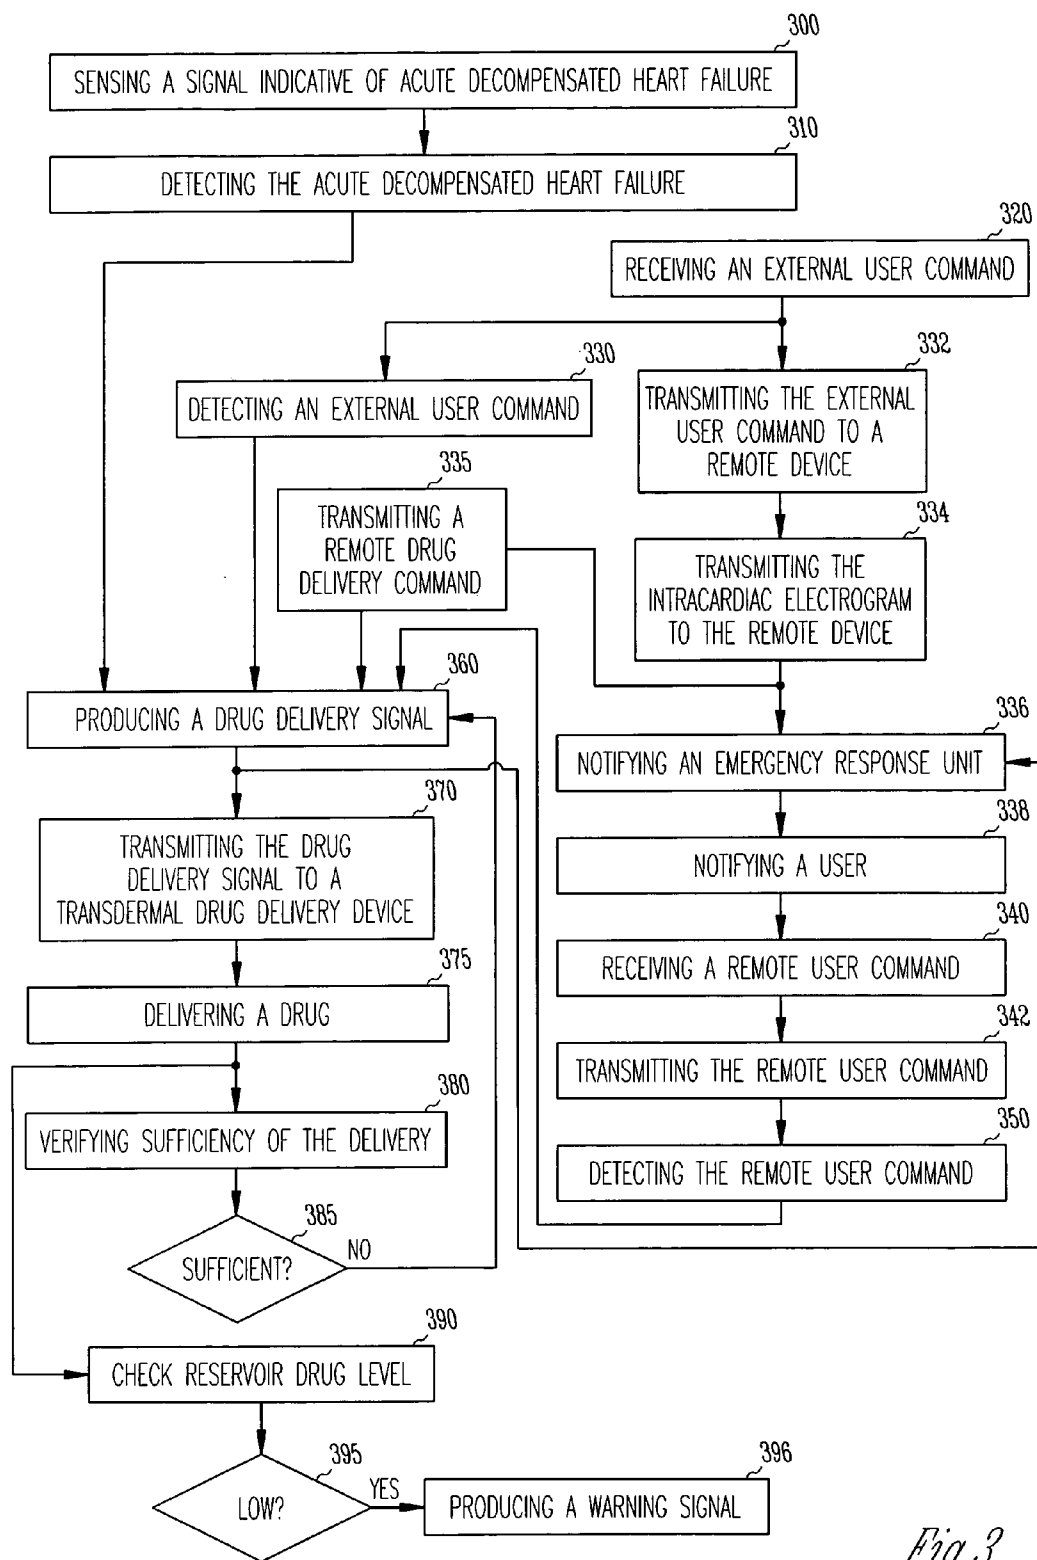 300
SENSING A SIGNAL INDICATIVE OF ACUTE DECOMPENSATED HEART FAILURE
310
DETECTING THE ACUTE DECOMPENSATED HEART FAILURE
320
RECEIVING AN EXTERNAL USER COMMAND
330
DETECTING AN EXTERNAL USER COMMAND
332
TRANSMITTING THE EXTERNAL
USER COMMAND TO A
REMOTE DEVICE
335
TRANSMITTING A
REMOTE DRUG
DELIVERY COMMAND
334
TRANSMITTING THE
INTRACARDIAC ELECTROGRAM
TO THE REMOTE DEVICE
360
PRODUCING A DRUG DELIVERY SIGNAL
336
NOTIFYING AN EMERGENCY RESPONSE UNIT
370
TRANSMITTING THE DRUG
DELIVERY SIGNAL TO A
TRANSDERMAL DRUG DELIVERY DEVICE
338
NOTIFYING A USER
340
RECEIVING A REMOTE USER COMMAND
375
DELIVERING A DRUG
342
TRANSMITTING THE REMOTE USER COMMAND
380
VERIFYING SUFFICIENCY OF THE DELIVERY
350
DETECTING THE REMOTE USER COMMAND
385
SUFFICIENT?
NO
390
CHECK RESERVOIR DRUG LEVEL
395
LOW?
YES
396
PRODUCING A WARNING SIGNAL
Fig.3